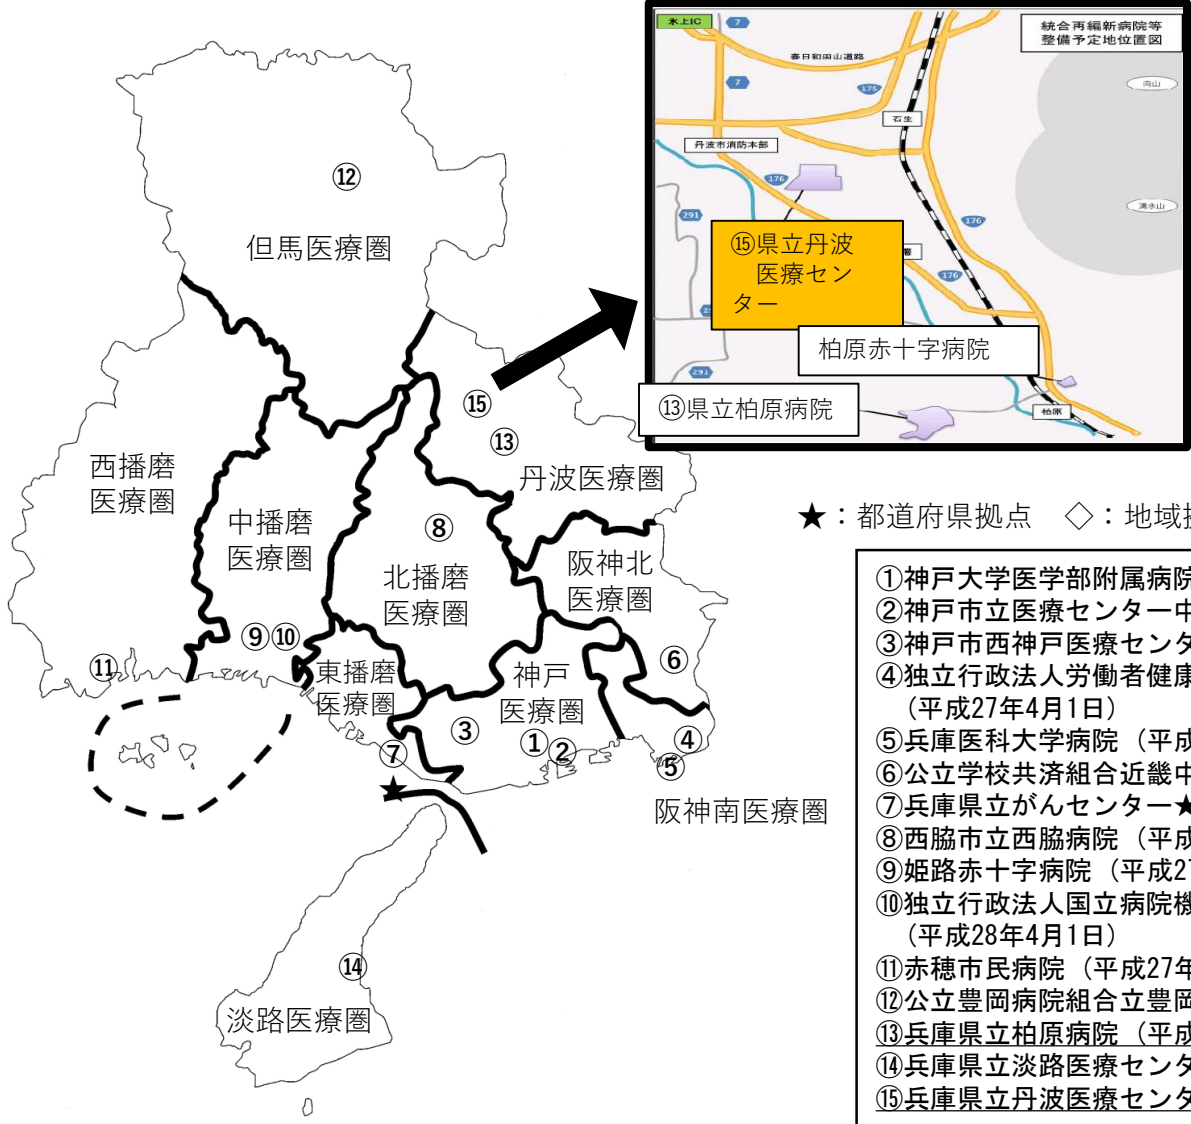 氷上IC
7
春日和田山道路
統合再編新病院等
整備予定地位置図
7
175
向山
石生
丹波市消防本部
176
清水山
291
176
⑮県立丹波
医療セン
ター
176
柏原赤十字病院
291
⑬県立柏原病院
柏原
⑫
但馬医療圏
⑮
⑬
丹波医療圏
西播磨
医療圏
中播磨
医療圏
⑧
北播磨
医療圏
阪神北
医療圏
⑨⑩
⑪
東播磨
医療圏
神戸
医療圏
⑥
③
①
②
④
⑤
⑦
★
阪神南医療圏
⑭
淡路医療圏
★：都道府県拠点　◇：地域
①神戸大学医学部附属病院
②神戸市立医療センター中
③神戸市西神戸医療センタ
④独立行政法人労働者健康
（平成27年4月1日）
⑤兵庫医科大学病院（平成
⑥公立学校共済組合近畿中
⑦兵庫県立がんセンター★
⑧西脇市立西脇病院（平成
⑨姫路赤十字病院（平成27
⑩独立行政法人国立病院機
（平成28年4月1日）
⑪赤穂市民病院（平成27年
⑫公立豊岡病院組合立豊岡
⑬兵庫県立柏原病院（平成
⑭兵庫県立淡路医療センタ
⑮兵庫県立丹波医療センタ